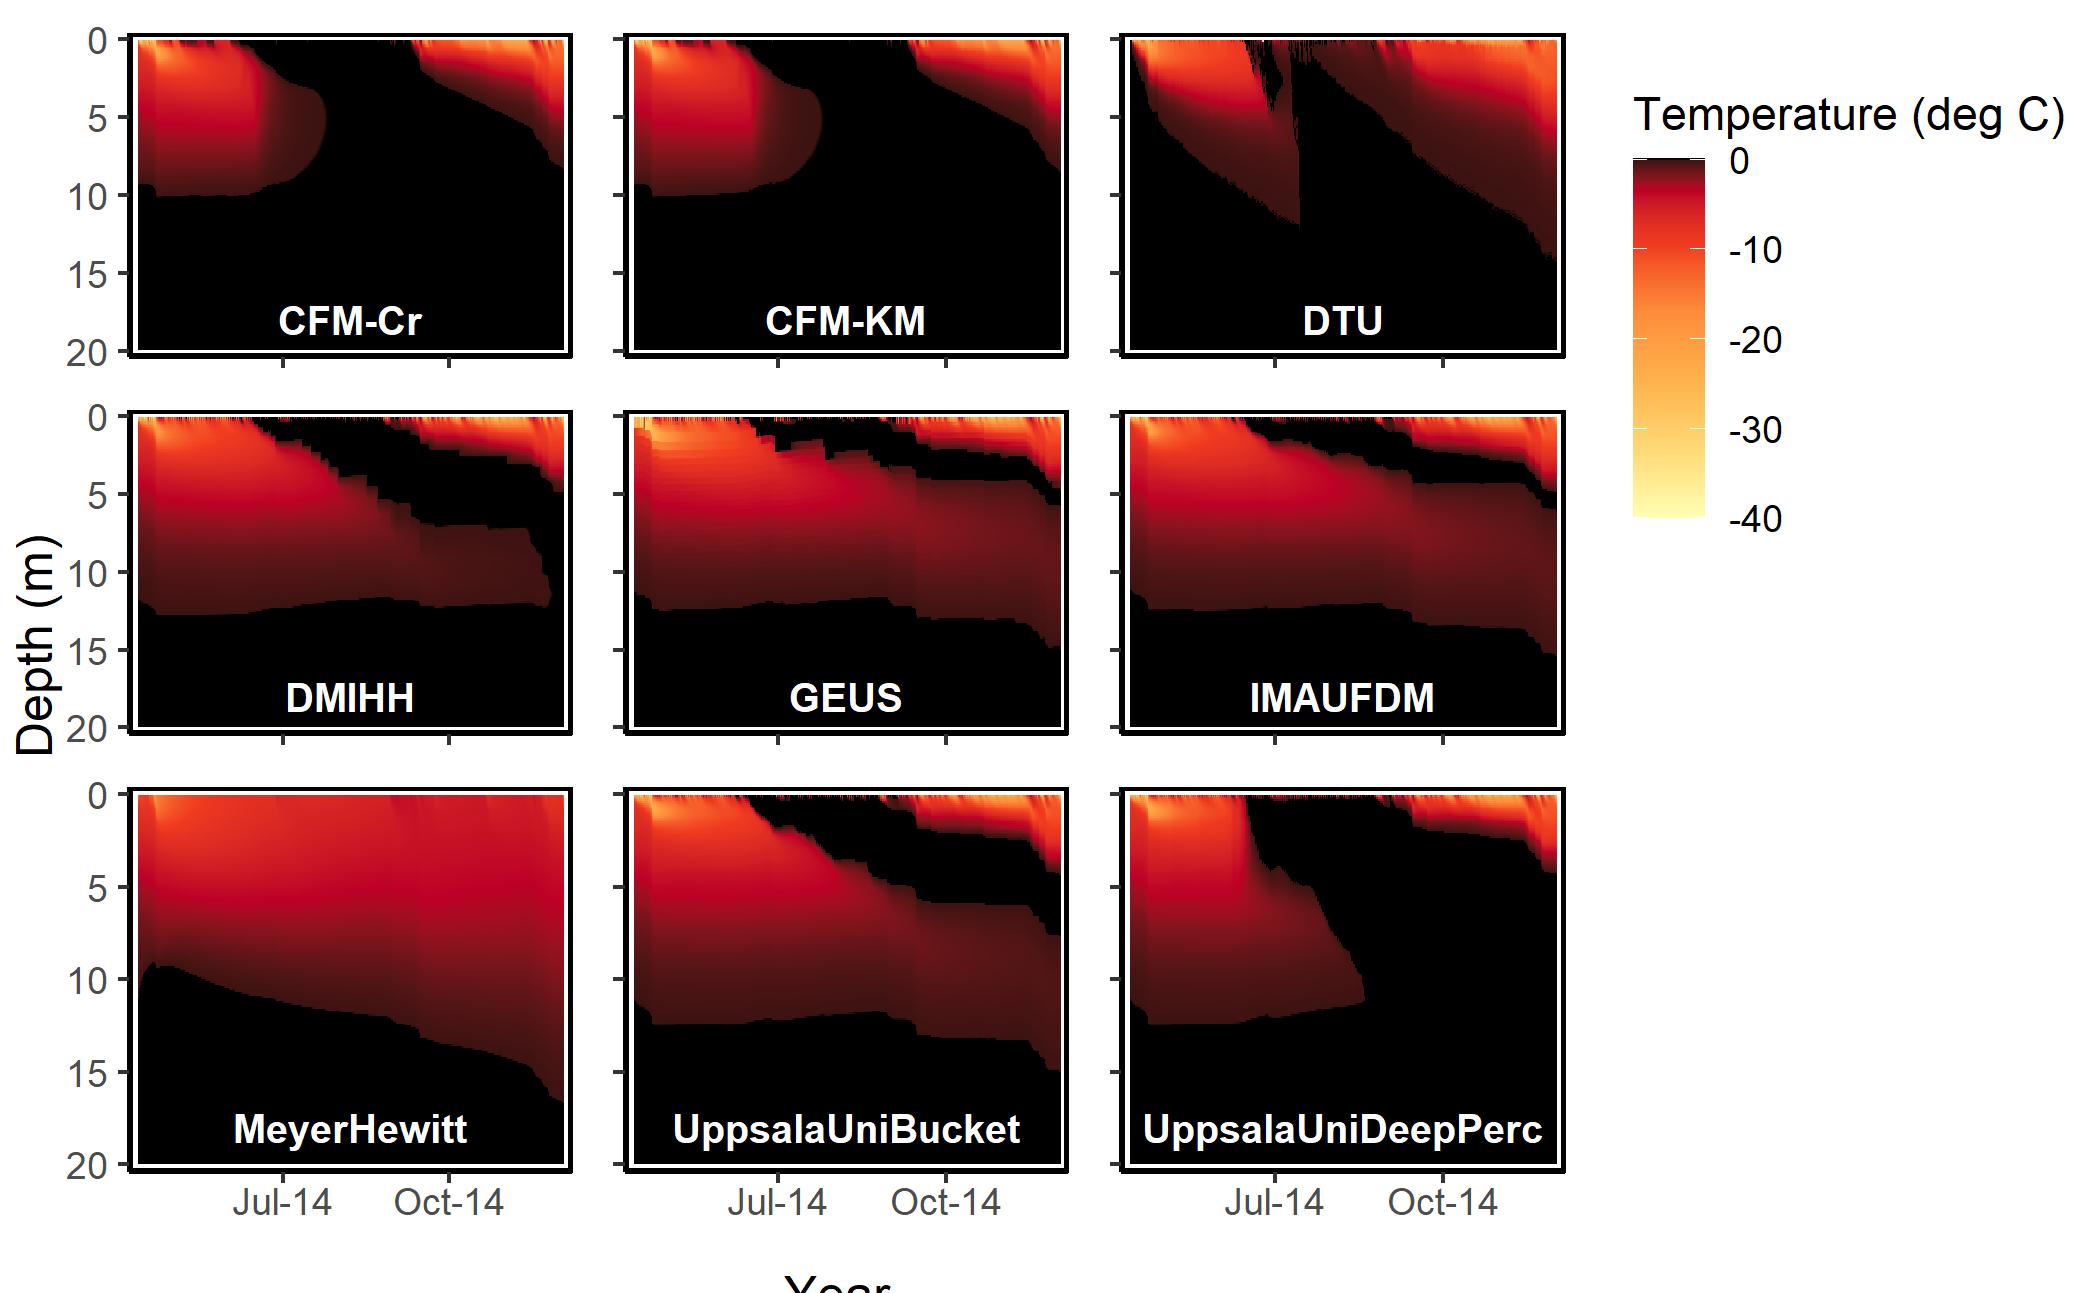 0
5
10
15
20
CFM-Cr
CFM-KM
DTU
Temperature (deg C)
0
-10
-20
-30
-40
Depth (m)
0
5
10
15
20
DMIHH
GEUS
IMAUFDM
0
5
10
15
20
MeyerHewitt
UppsalaUniBucket
UppsalaUniDeepPerc
Jul-14 Oct-14
Jul-14 Oct-14
Jul-14 Oct-14
Year